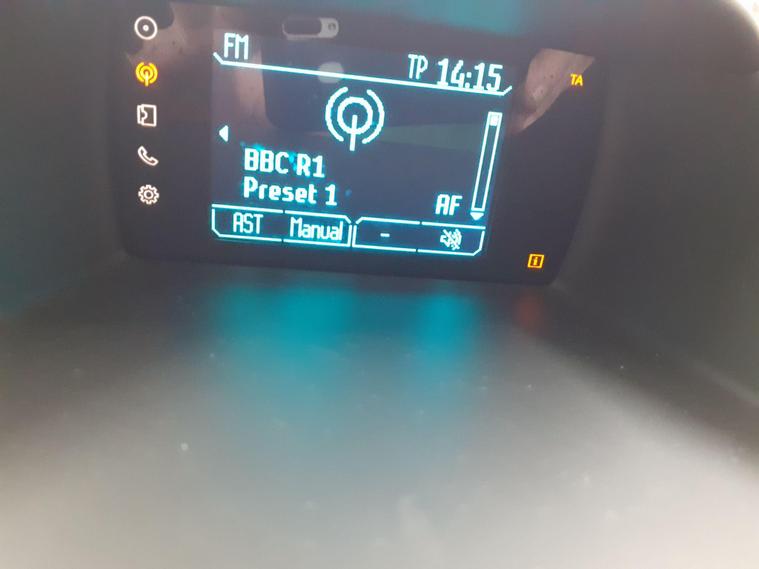 FM
TP 14:15
TA
BBC R1
Preset 1
AF
AST Manual -
i